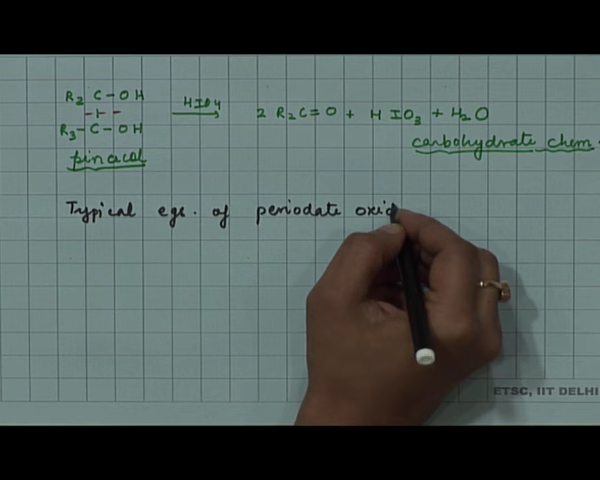 R₂ C - OH
HIO4
2 R₂C=O + HIO₃ + H₂O
R₃-C-OH
carbohydrate chem.
pinacol
Typical egs. of periodate oxid
ETSC, IIT DELHI